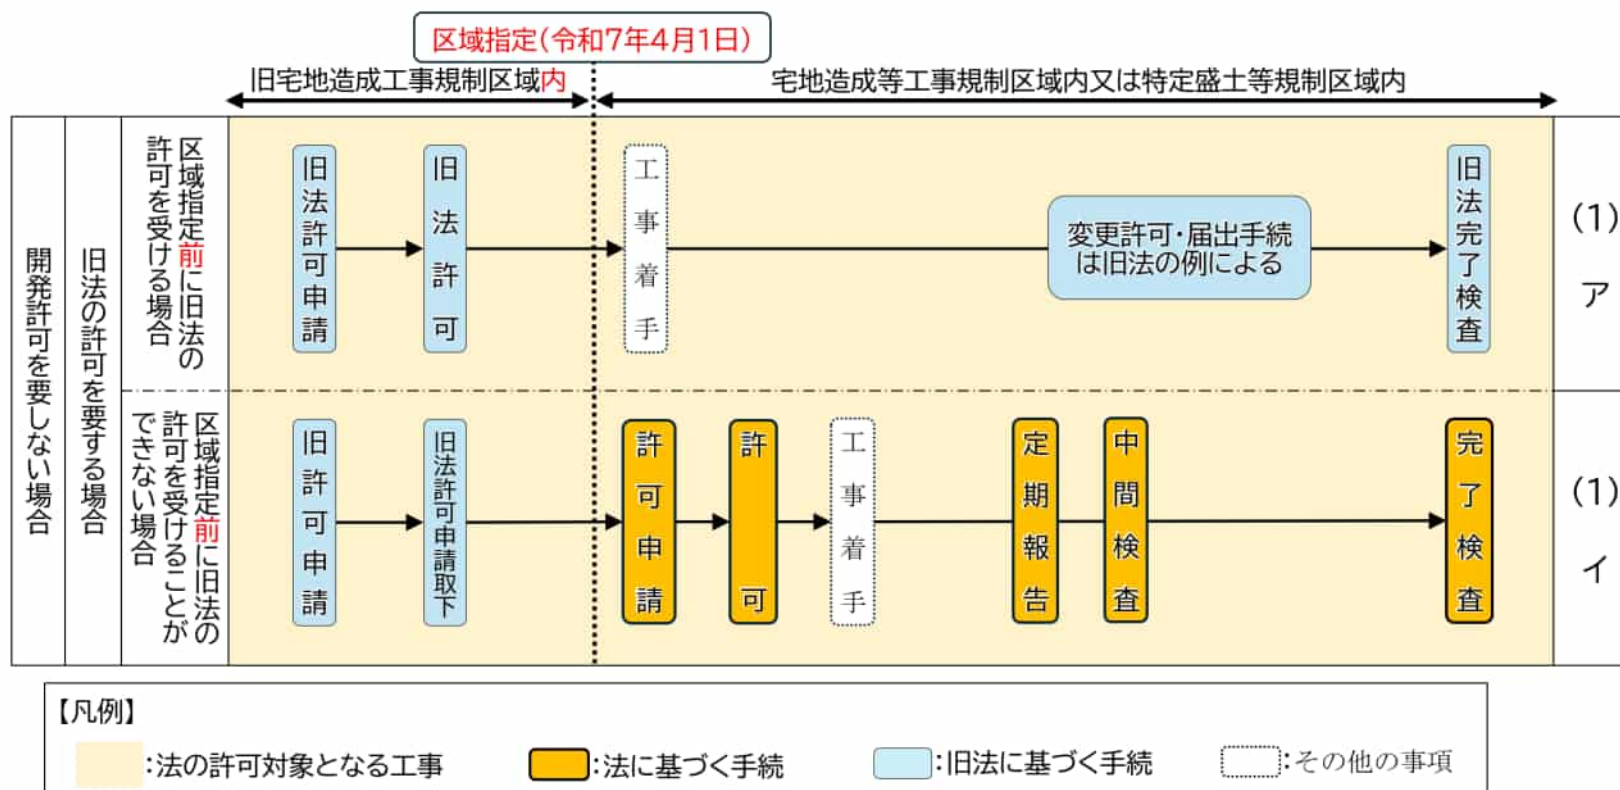 区域指定(令和7年4月1日)
旧宅地造成工事規制区域内
宅地造成等工事規制区域内又は特定盛土等規制区域内
開発許可を要しない場合
旧法の許可を要する場合
区域指定前に旧法の
許可を受ける場合
旧法許可申請
旧法許可
工事着手
変更許可・届出手続
は旧法の例による
旧法完了検査
(1)
ア
区域指定前に旧法の
許可を受けることが
できない場合
旧許可申請
旧法許可申請取下
許可申請
許可
工事着手
定期報告
中間検査
完了検査
(1)
イ
【凡例】
:法の許可対象となる工事
:法に基づく手続
:旧法に基づく手続
:その他の事項